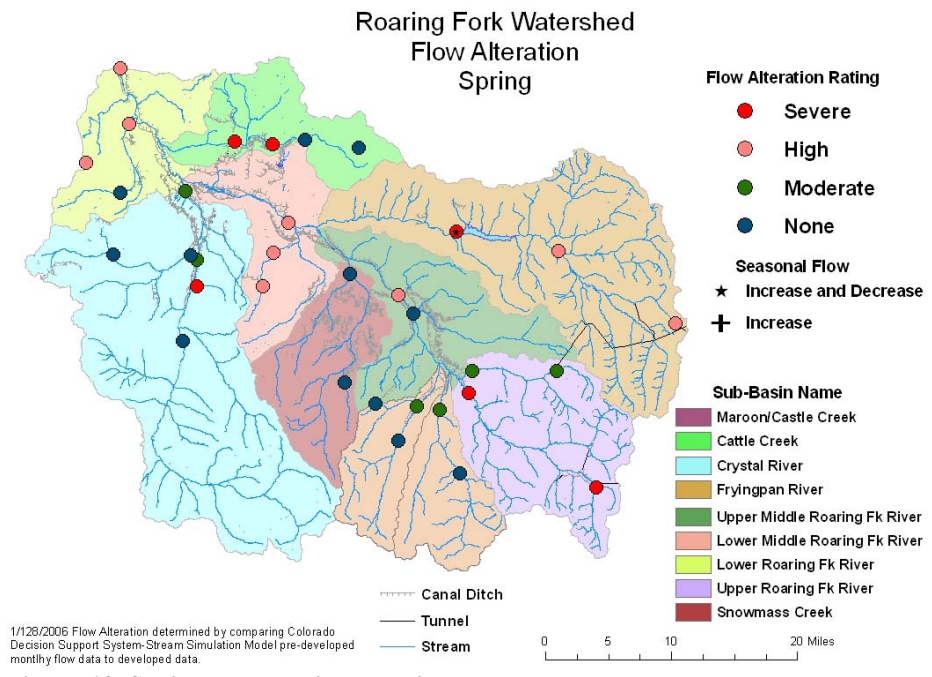 Roaring Fork Watershed
Flow Alteration
Spring
Flow Alteration Rating
Severe
High
Moderate
None
Seasonal Flow
Increase and Decrease
Increase
Sub-Basin Name
Maroon/Castle Creek
Cattle Creek
Crystal River
Fryingpan River
Upper Middle Roaring Fk River
Lower Middle Roaring Fk River
Lower Roaring Fk River
Upper Roaring Fk River
Snowmass Creek
Canal Ditch
Tunnel
Stream
0 5 10 20 Miles
1/128/2006 Flow Alteration determined by comparing Colorado
Decision Support System-Stream Simulation Model pre-developed
montlhy flow data to developed data.